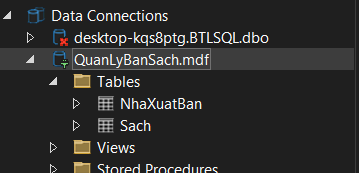 Data Connections
desktop-kqs8ptg.BTLSQL.dbo
QuanLyBanSach.mdf
Tables
NhaXuatBan
Sach
Views
Stored Procedures